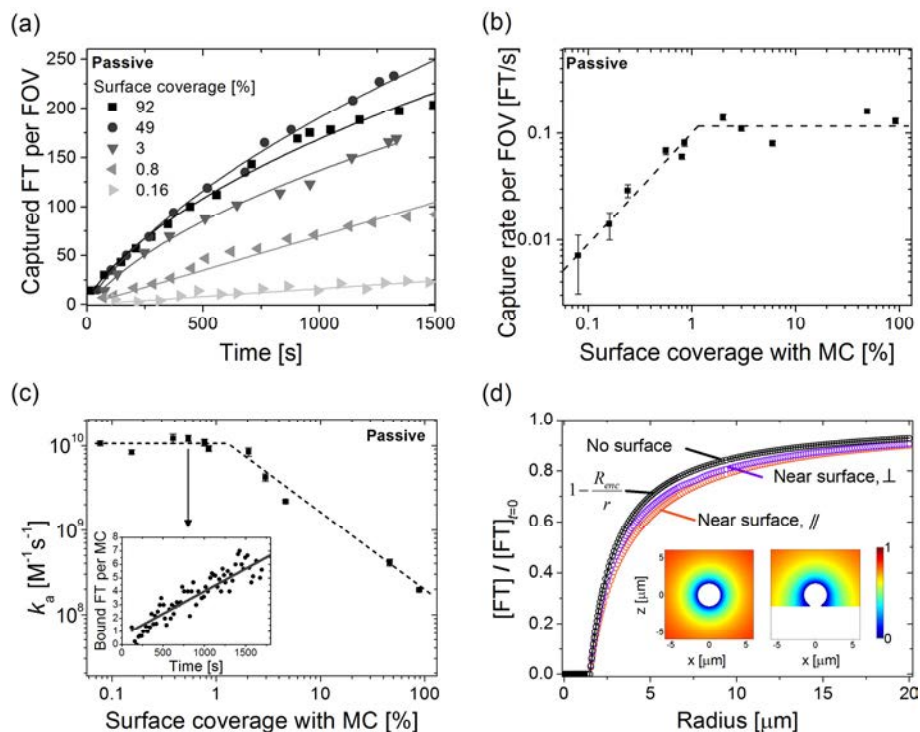 (a)
Passive
Surface coverage [%]
92
49
3
0.8
0.16
Captured FT per FOV
250
200
150
100
50
0
0 500 1000 1500
Time [s]
(b)
Passive
Capture rate per FOV [FT/s]
0.1
0.01
0.1 1 10 100
Surface coverage with MC [%]
(c)
Passive
kₐ [M⁻¹s⁻¹]
10¹⁰
10⁹
10⁸
Bound FT per MC
8
7
6
5
4
3
2
1
0
0 500 1000 1500
Time [s]
0.1 1 10 100
Surface coverage with MC [%]
(d)
[FT] / [FT]ₜ₌₀
1.0
0.8
0.6
0.4
0.2
0.0
No surface
Near surface, ⊥
1 - Rₑₙc/r
Near surface, //
z [µm]
5
0
-5
-5 0 5
x [µm]
-5 0 5
x [µm]
1
0
0 5 10 15 20
Radius [µm]